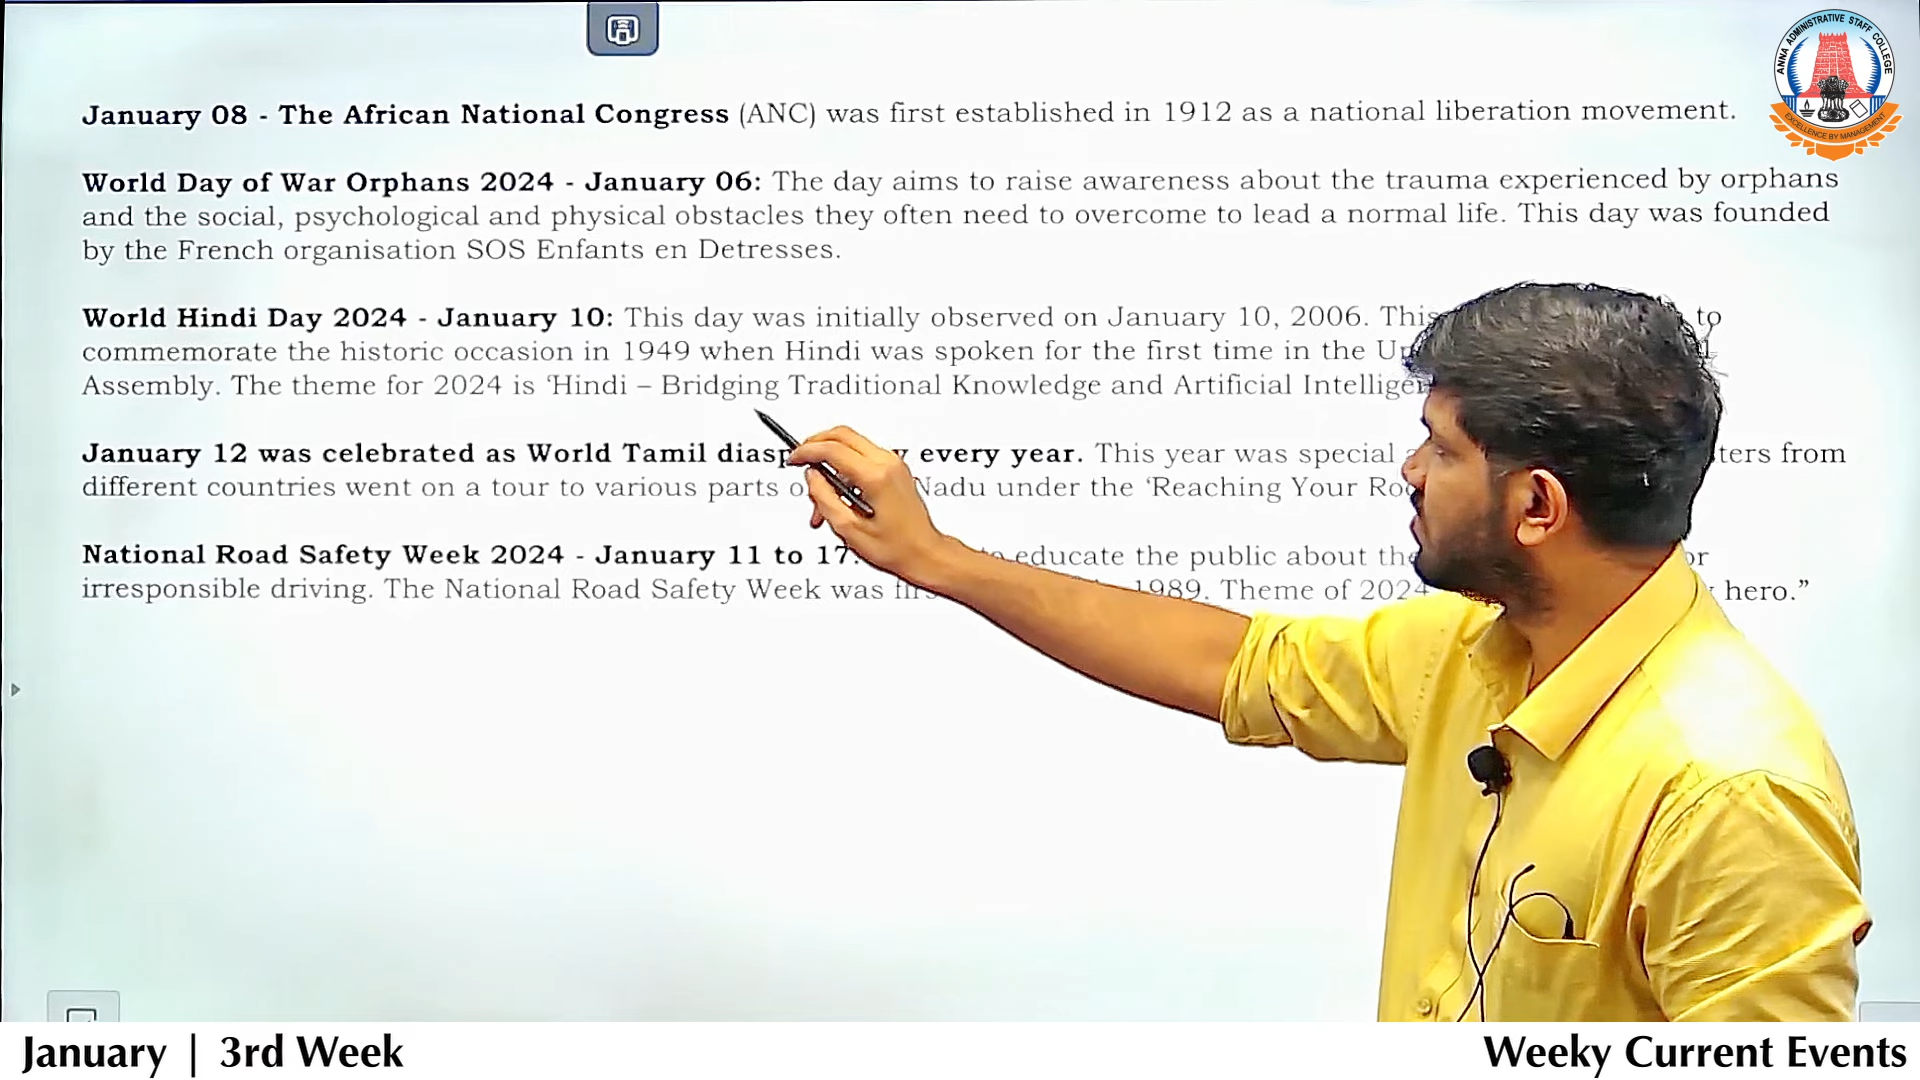 ANNA ADMINISTRATIVE STAFF COLLEGE
EXCELLENCE BY MANAGEMENT
January 08 - The African National Congress (ANC) was first established in 1912 as a national liberation movement.
World Day of War Orphans 2024 - January 06: The day aims to raise awareness about the trauma experienced by orphans
and the social, psychological and physical obstacles they often need to overcome to lead a normal life. This day was founded
by the French organisation SOS Enfants en Detresses.
World Hindi Day 2024 - January 10: This day was initially observed on January 10, 2006. This to
commemorate the historic occasion in 1949 when Hindi was spoken for the first time in the
Assembly. The theme for 2024 is ‘Hindi – Bridging Traditional Knowledge and Artificial
January 12 was celebrated as World Tamil every year. This year was special from
different countries went on a tour to various parts Nadu under the ‘Reaching Your
National Road Safety Week 2024 - January 11 to 17: educate the public about the
irresponsible driving. The National Road Safety Week was 1989. Theme of 2024 hero.”
January | 3rd Week
Weeky Current Events